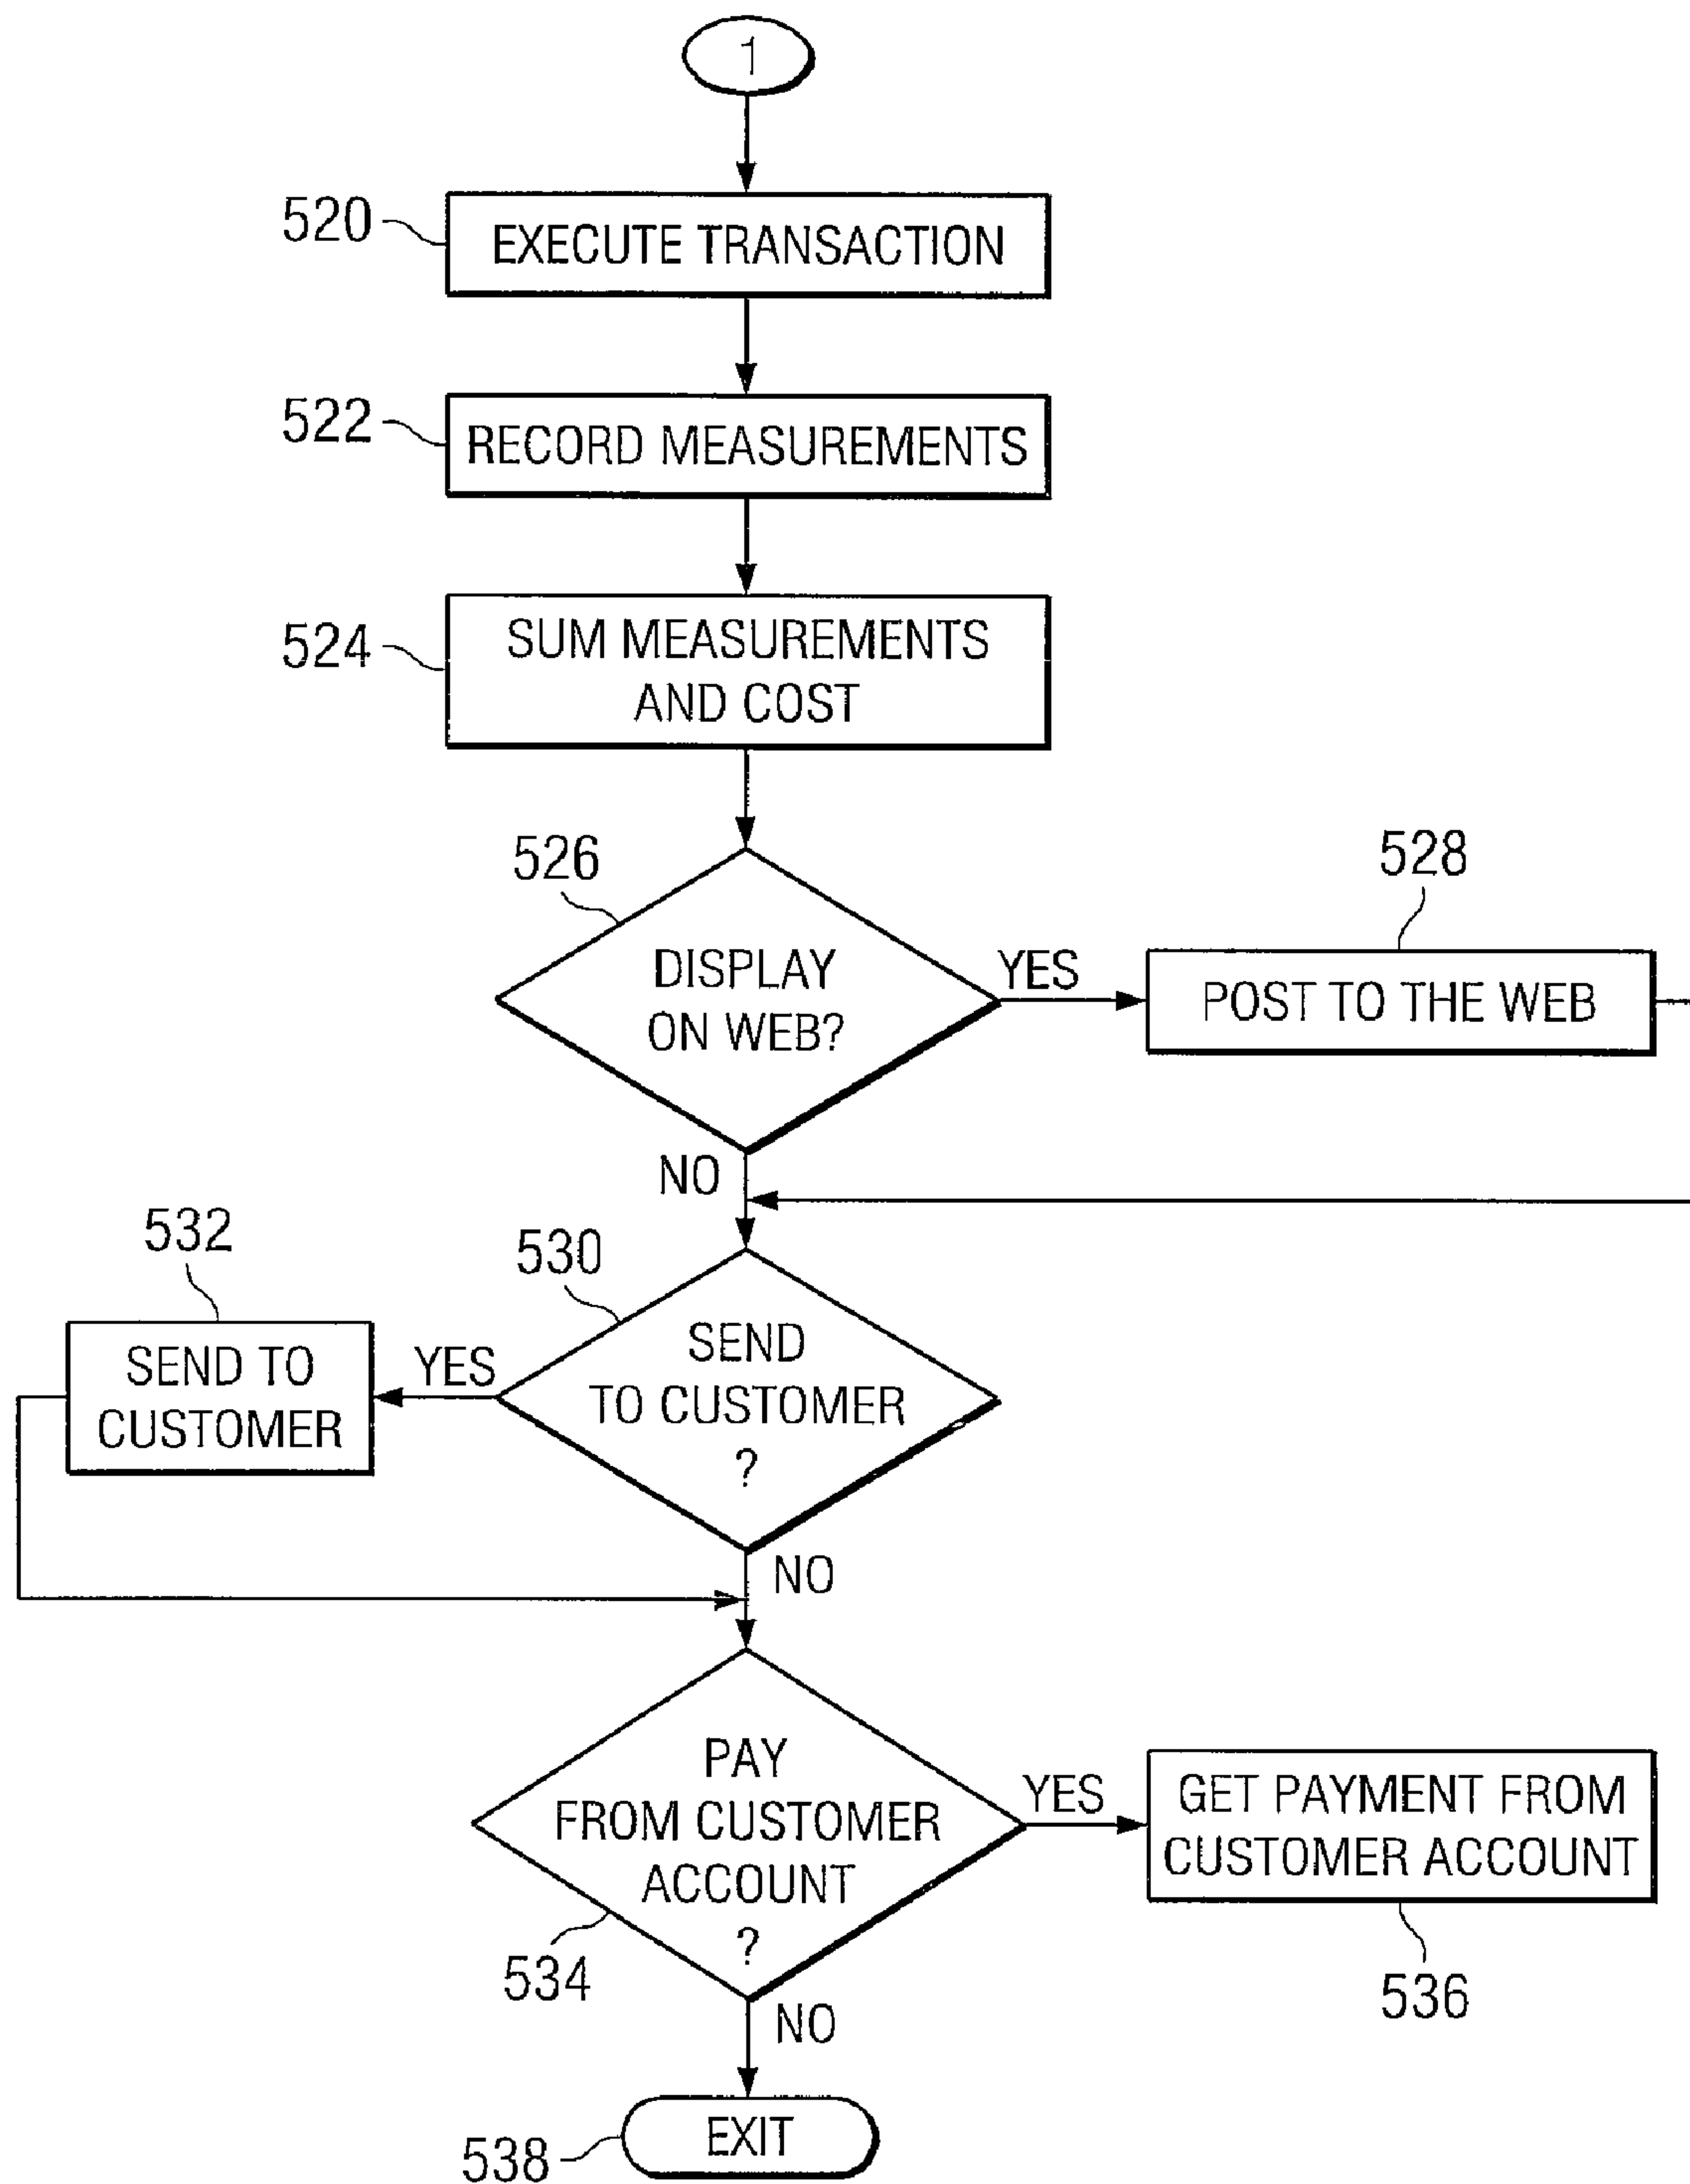 1
520
EXECUTE TRANSACTION
522
RECORD MEASUREMENTS
524
SUM MEASUREMENTS
AND COST
526
DISPLAY
ON WEB?
YES
528
POST TO THE WEB
NO
532
SEND TO
CUSTOMER
YES
530
SEND
TO CUSTOMER
?
NO
PAY
FROM CUSTOMER
ACCOUNT
?
534
YES
GET PAYMENT FROM
CUSTOMER ACCOUNT
536
NO
538
EXIT